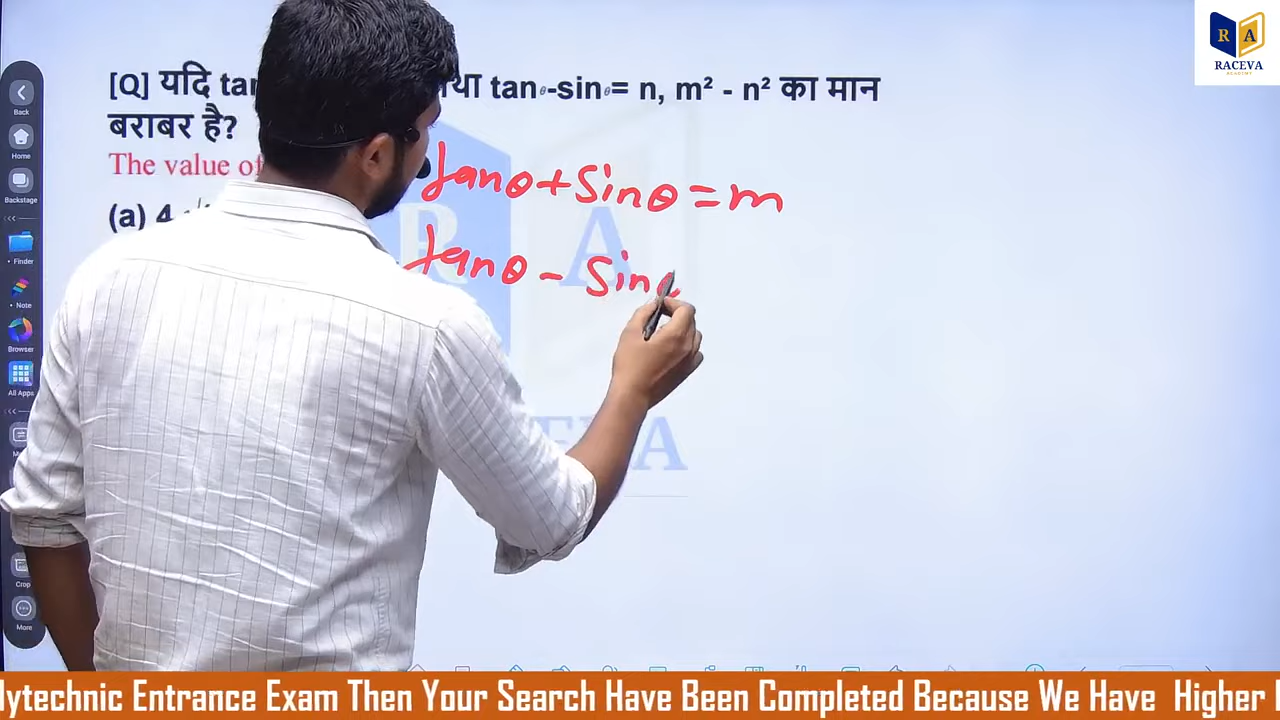 [Q] यदि tan था tanθ-sinθ= n, m² - n² का मान
बराबर है?
The value of
(a) 4
tanθ + Sinθ = m
tanθ - Sin
R A
RACEVA
ACADEMY
Back
Home
Backstage
Finder
Note
Browser
All Apps
Crop
More
R A
VA
lytechnic Entrance Exam Then Your Search Have Been Completed Because We Have Higher